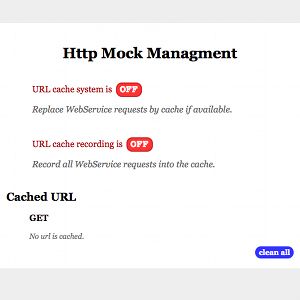 Http Mock Managment
URL cache system is OFF
Replace WebService requests by cache if available.
URL cache recording is OFF
Record all WebService requests into the cache.
Cached URL
GET
No url is cached.
clean all